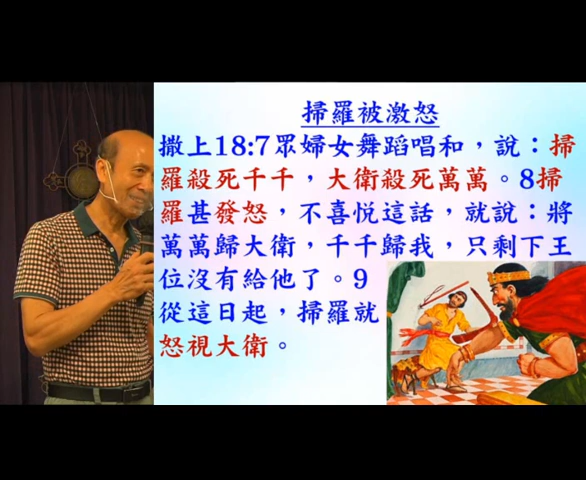 掃羅被激怒
撒上18:7眾婦女舞蹈唱和，說：掃
羅殺死千千，大衛殺死萬萬。8掃
羅甚發怒，不喜悅這話，就說：將
萬萬歸大衛，千千歸我，只剩下王
位沒有給他了。9
從這日起，掃羅就
怒視大衛。